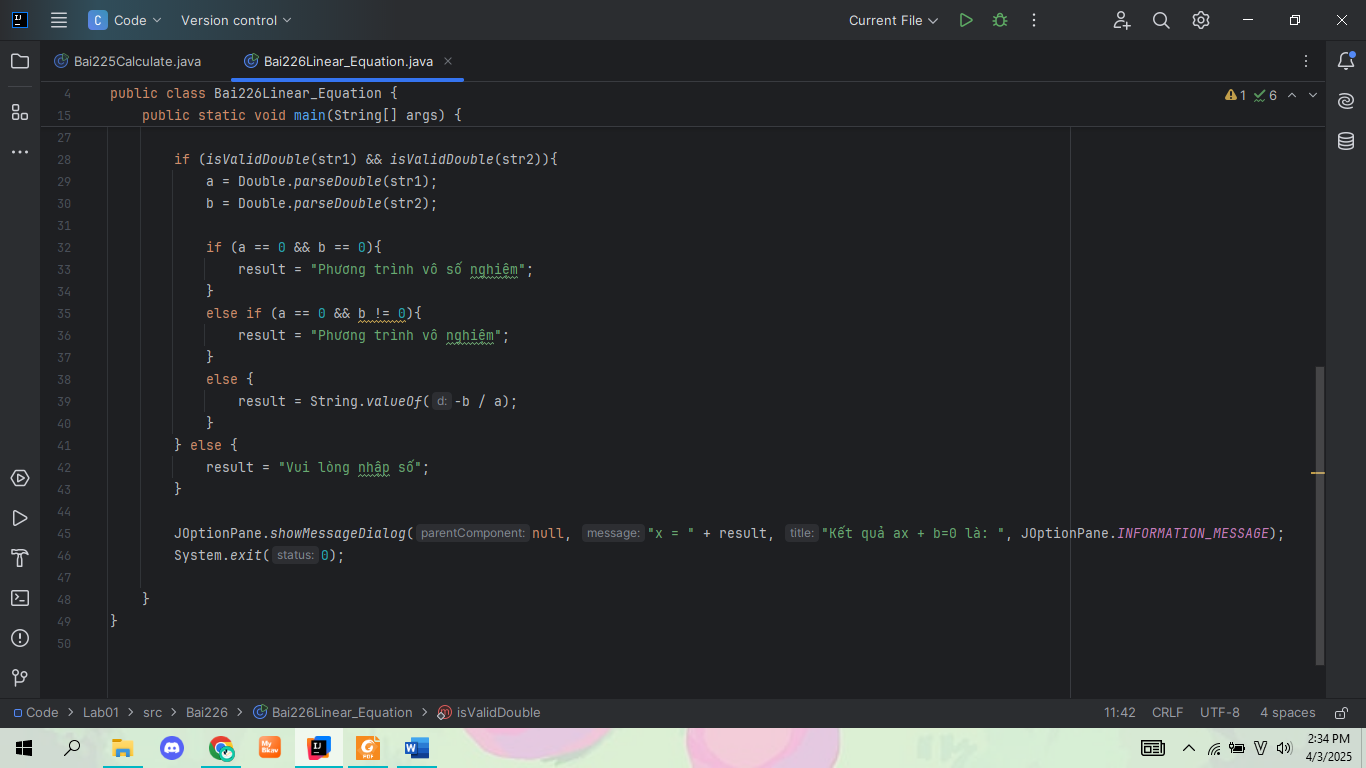 C Code Version control Current File
Bai225Calculate.java Bai226Linear_Equation.java
4 public class Bai226Linear_Equation { 1 6
15 public static void main(String[] args) {
27
28 if (isValidDouble(str1) && isValidDouble(str2)){
29 a = Double.parseDouble(str1);
30 b = Double.parseDouble(str2);
31
32 if (a == 0 && b == 0){
33 result = "Phương trình vô số nghiệm";
34 }
35 else if (a == 0 && b != 0){
36 result = "Phương trình vô nghiệm";
37 }
38 else {
39 result = String.valueOf( d: -b / a);
40 }
41 } else {
42 result = "Vui lòng nhập số";
43 }
44
45 JOptionPane.showMessageDialog( parentComponent: null, message: "x = " + result, title: "Kết quả ax + b=0 là: ", JOptionPane.INFORMATION_MESSAGE);
46 System.exit( status: 0);
47
48 }
49 }
50
Code > Lab01 > src > Bai226 > Bai226Linear_Equation > isValidDouble 11:42 CRLF UTF-8 4 spaces
My Bkav PDF W V 2:34 PM
4/3/2025